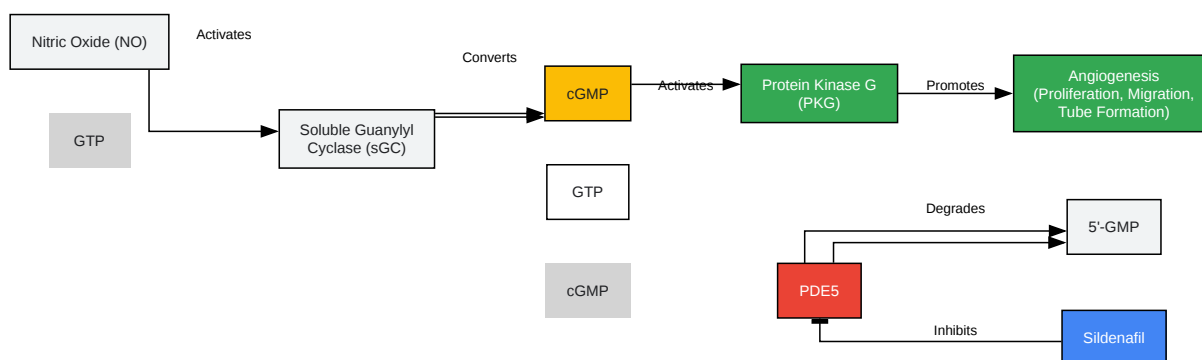 Nitric Oxide (NO)
Activates
Converts
cGMP
Activates
Protein Kinase G
(PKG)
Promotes
Angiogenesis
(Proliferation, Migration,
Tube Formation)
GTP
Soluble Guanylyl
Cyclase (sGC)
GTP
Degrades
5'-GMP
cGMP
PDE5
Inhibits
Sildenafil